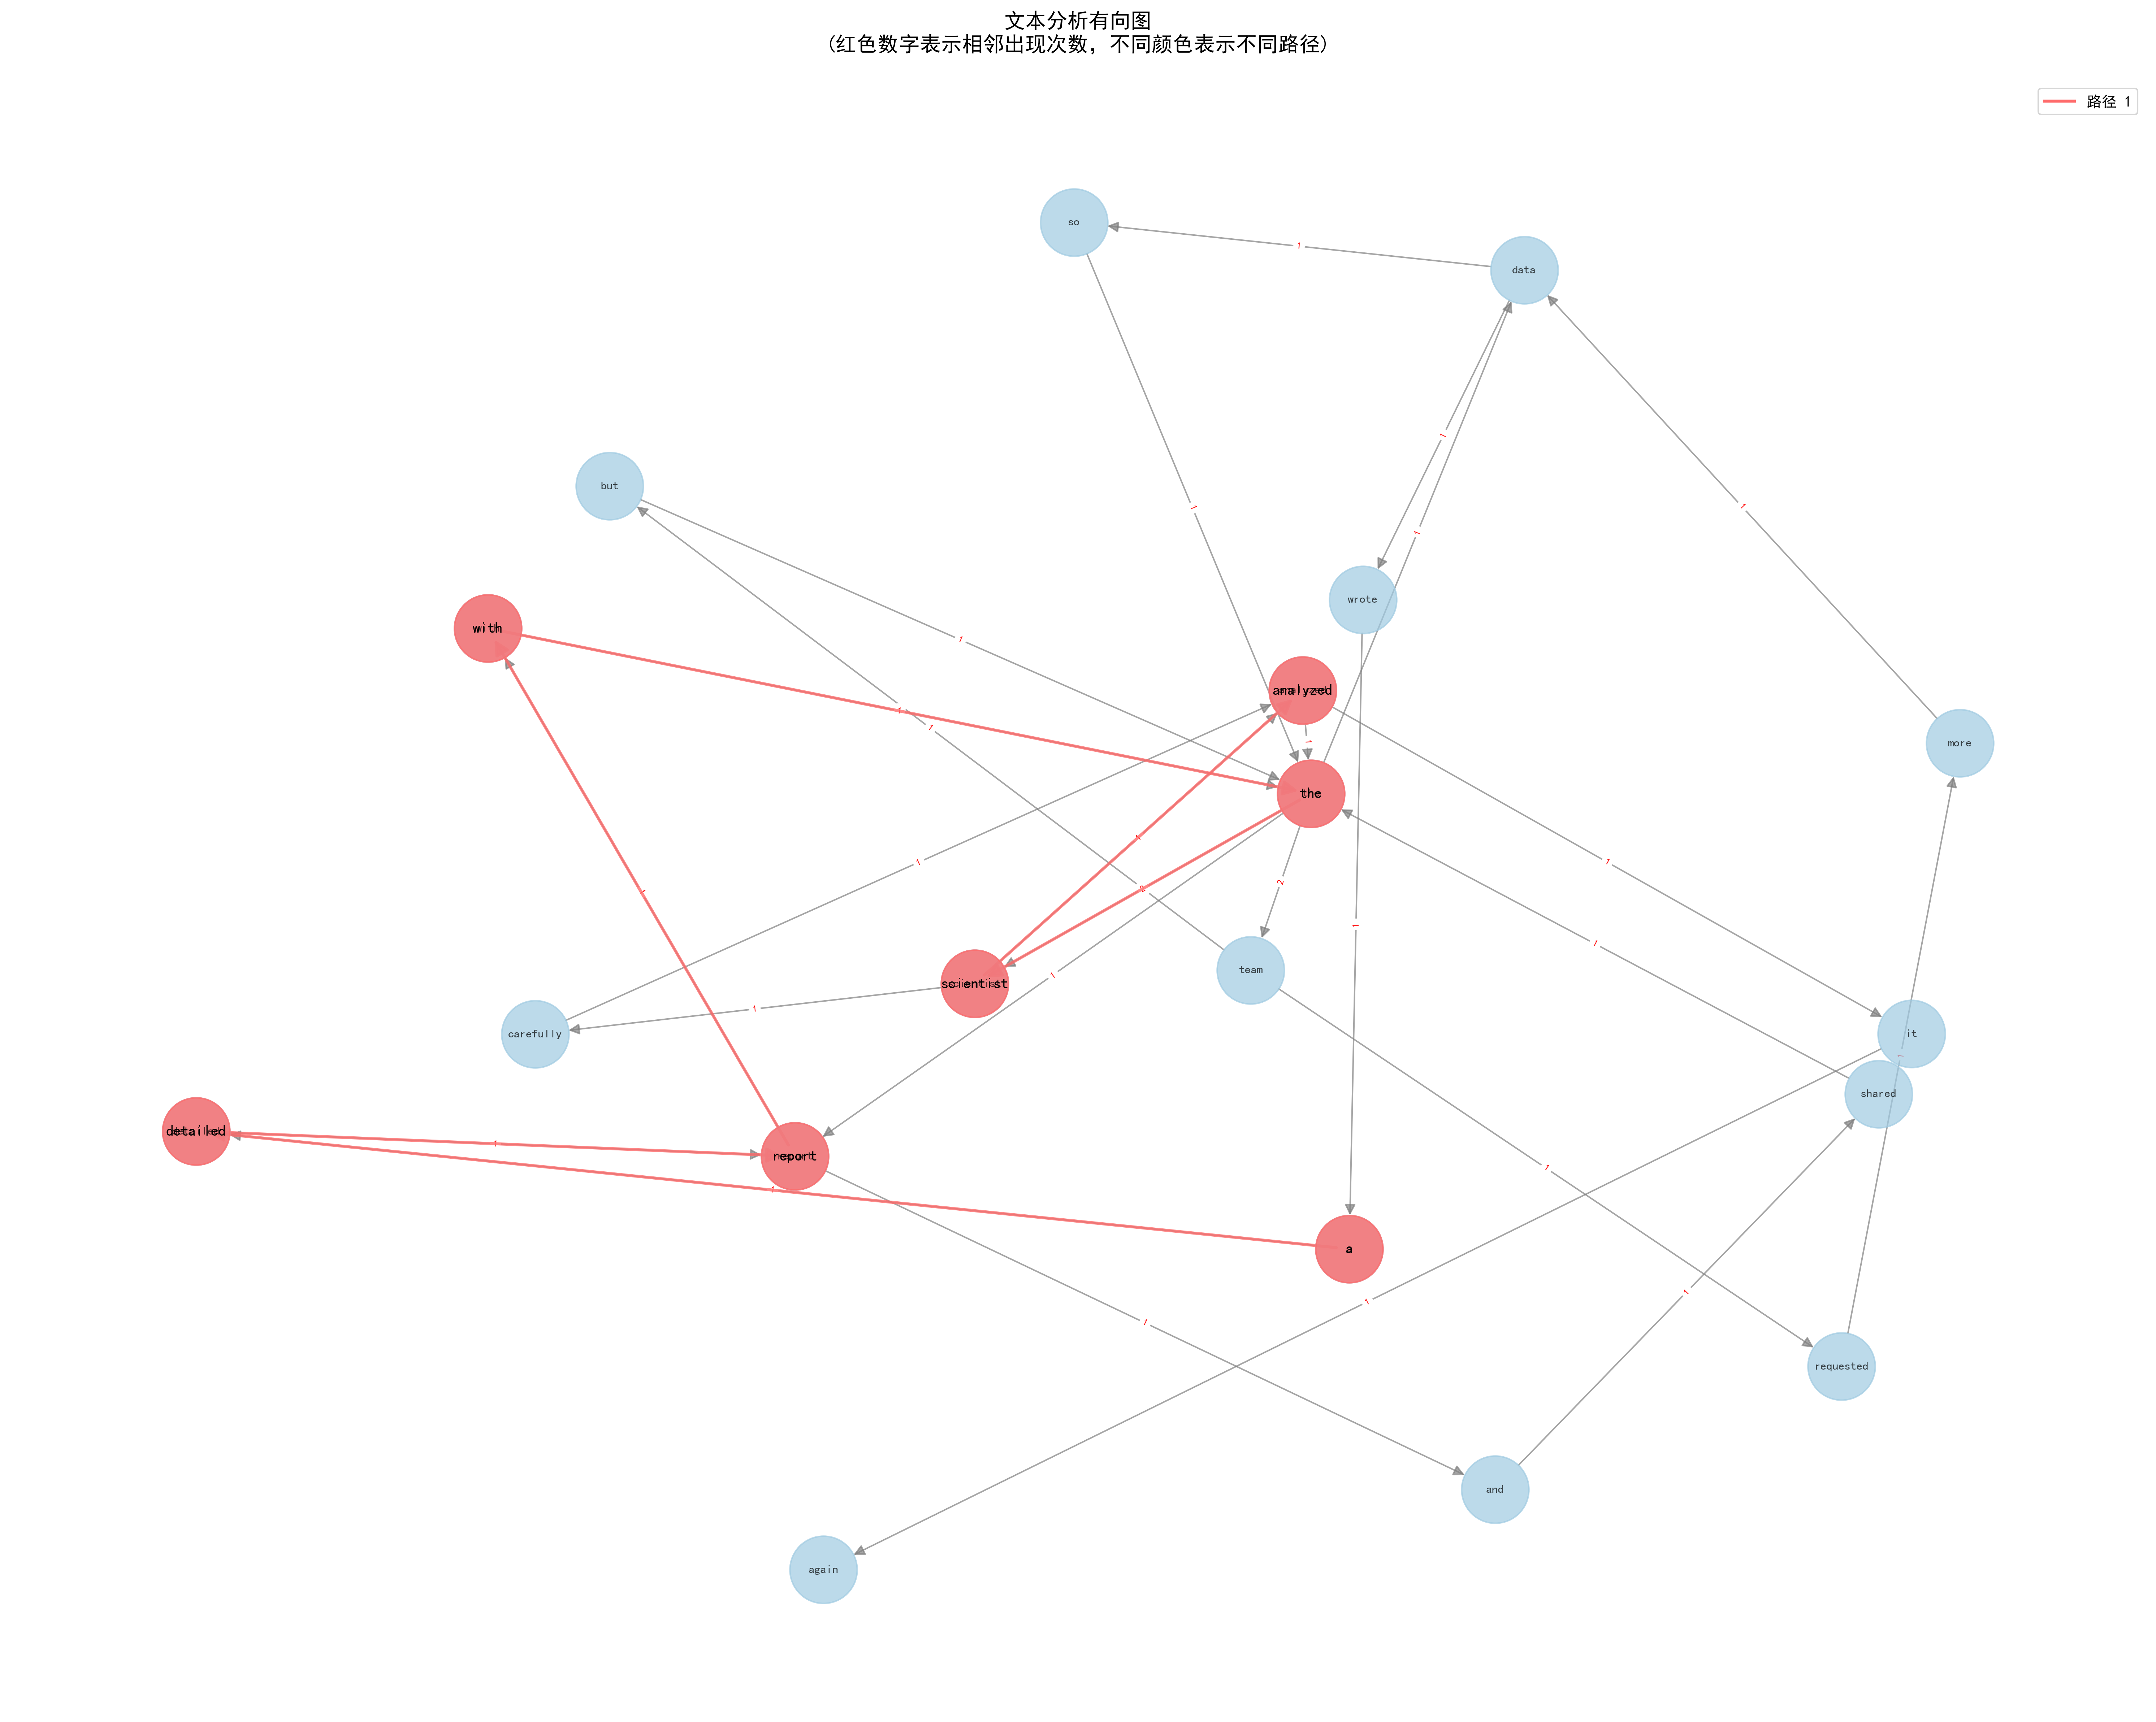 文本分析有向图
(红色数字表示相邻出现次数, 不同颜色表示不同路径)
路径 1
so
1
data
1
1
but
1
1
wrote
1
with
1
analyzed
more
1
1
1
the
1
1
1
2
2
1
1
team
scientist
1
1
carefully
it
1
shared
detailed
1
report
1
1
a
1
1
1
1
requested
and
again